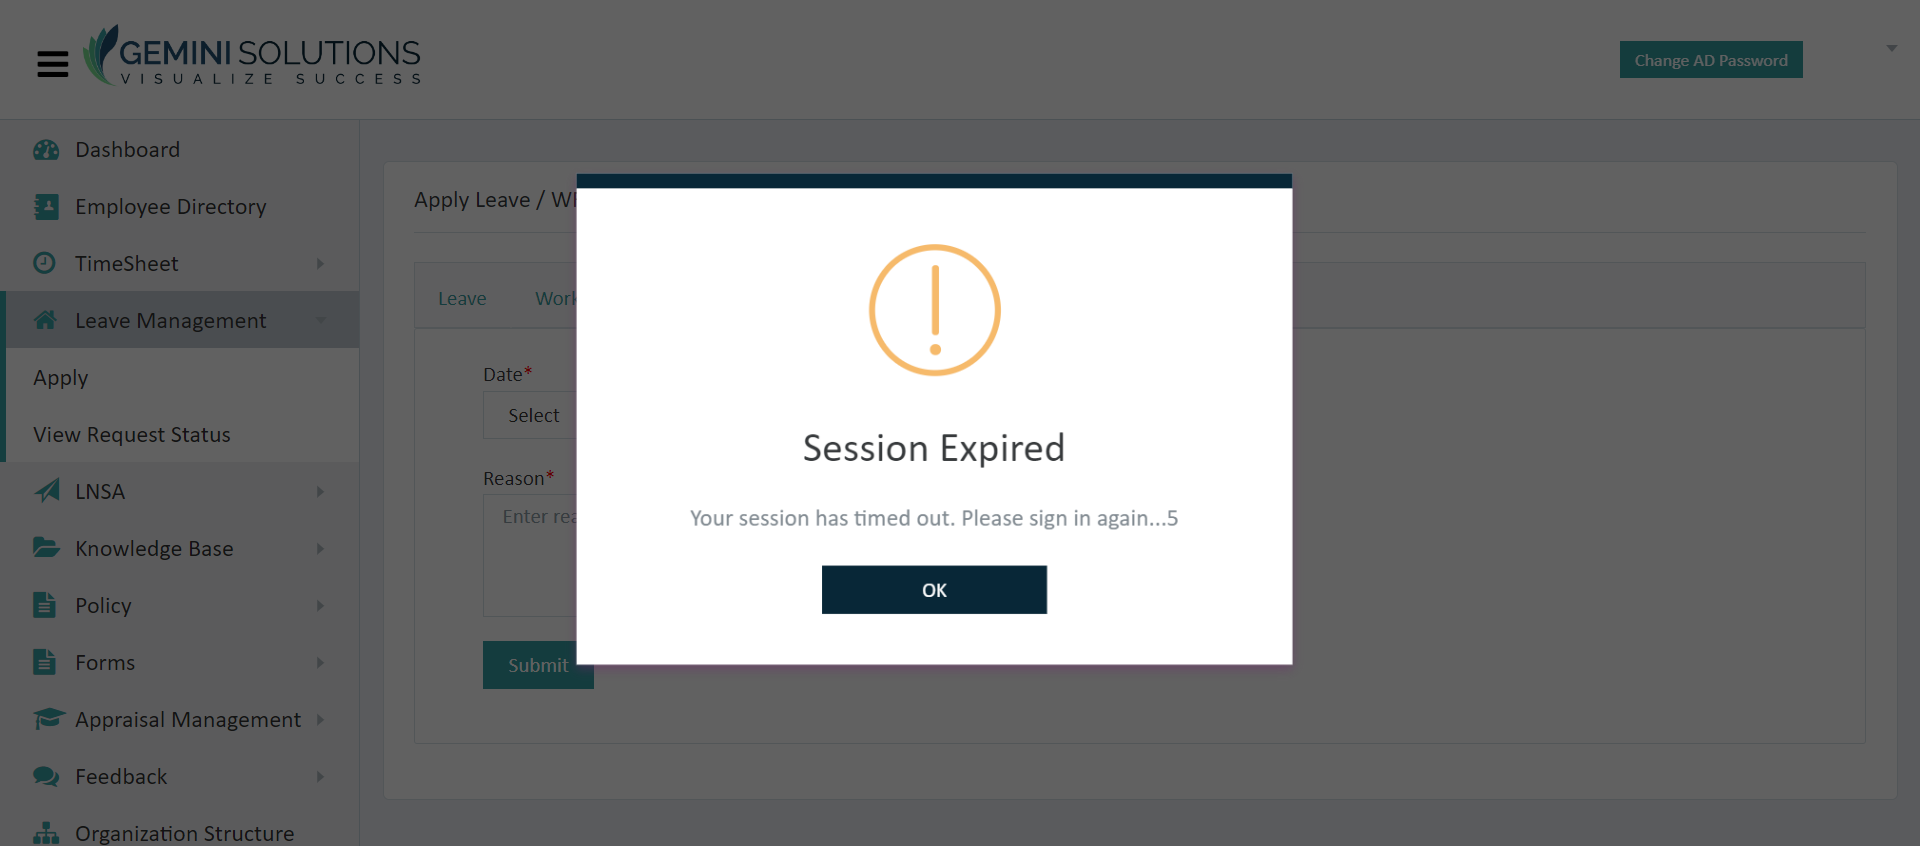 GEMINI SOLUTIONS
VISUALIZE SUCCESS
Change AD Password
Dashboard
Employee Directory
TimeSheet
Leave Management
Apply
View Request Status
LNSA
Knowledge Base
Policy
Forms
Appraisal Management
Feedback
Organization Structure
Apply Leave /
Leave
Work
Date*
Select
Reason*
Enter
Submit
Session Expired
Your session has timed out. Please sign in again...5
OK